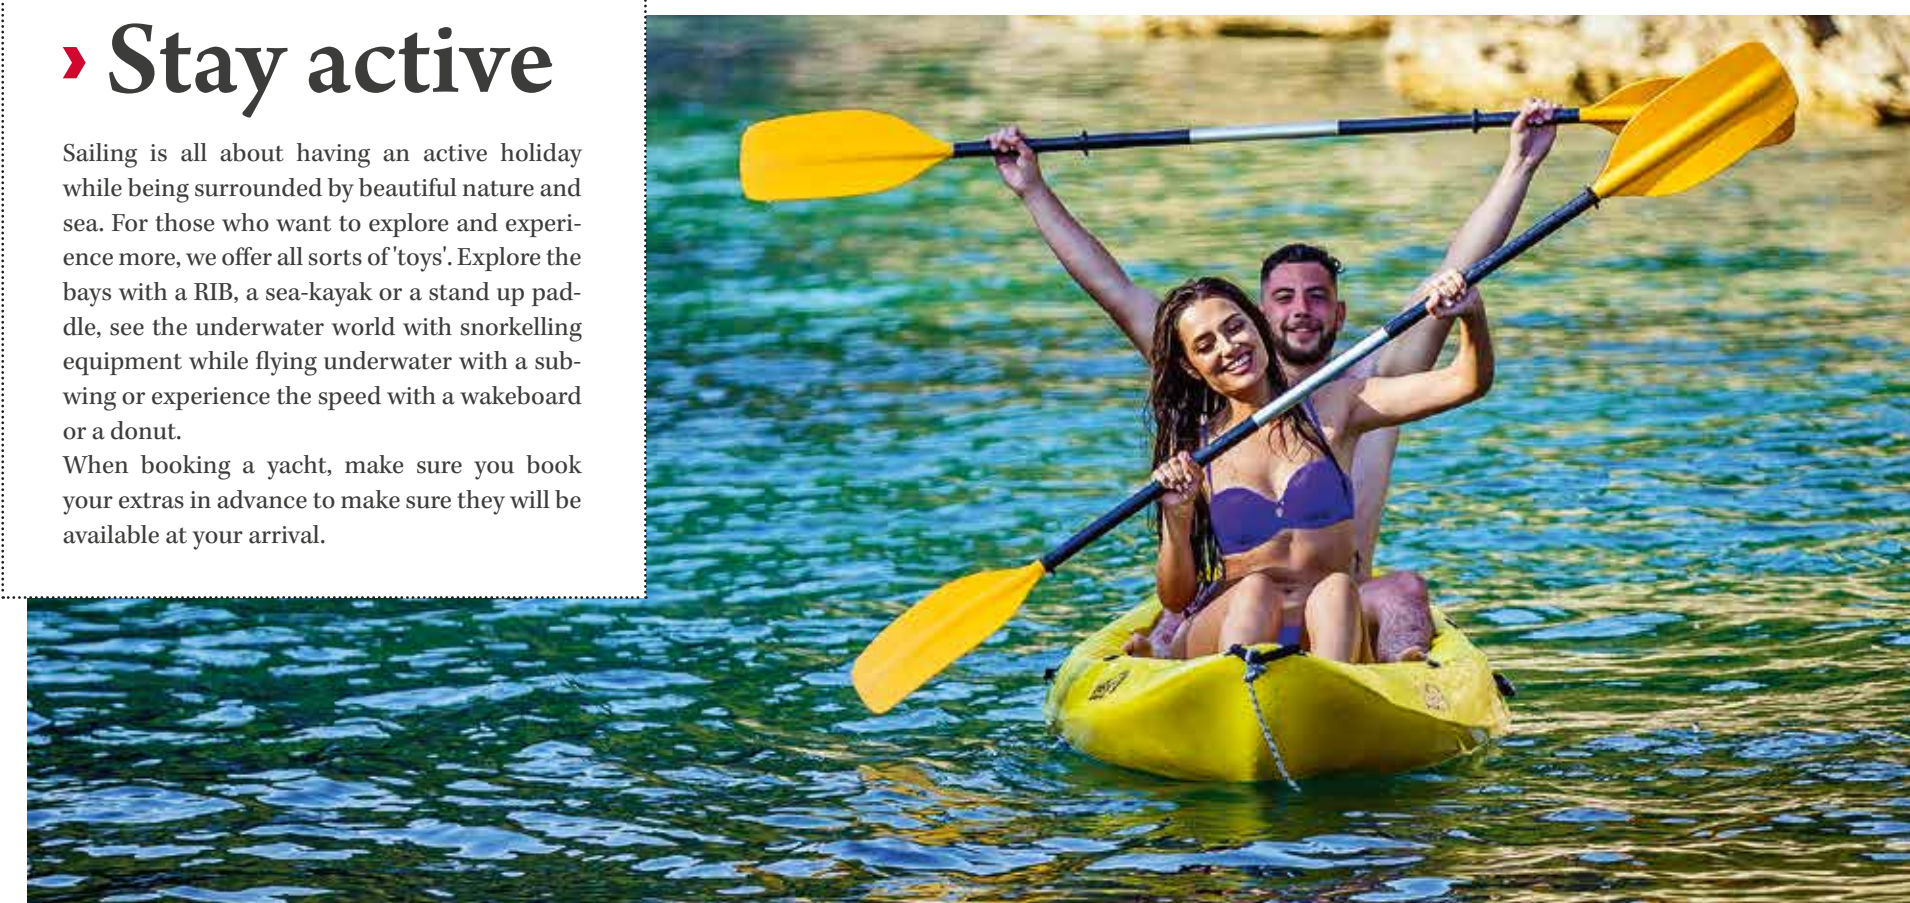 Stay active
Sailing is all about having an active holiday
while being surrounded by beautiful nature and
sea. For those who want to explore and experi-
ence more, we offer all sorts of 'toys'. Explore the
bays with a RIB, a sea-kayak or a stand up pad-
dle, see the underwater world with snorkelling
equipment while flying underwater with a sub-
wing or experience the speed with a wakeboard
or a donut.
When booking a yacht, make sure you book
your extras in advance to make sure they will be
available at your arrival.